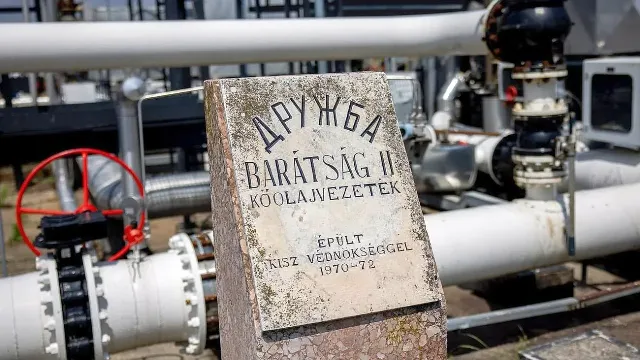 ДРУЖБА
BARÁTSÁG II
KŐOLAJVEZETÉK
ÉPÜLT
KISZ VÉDNÖKSÉGGEL
1970-72